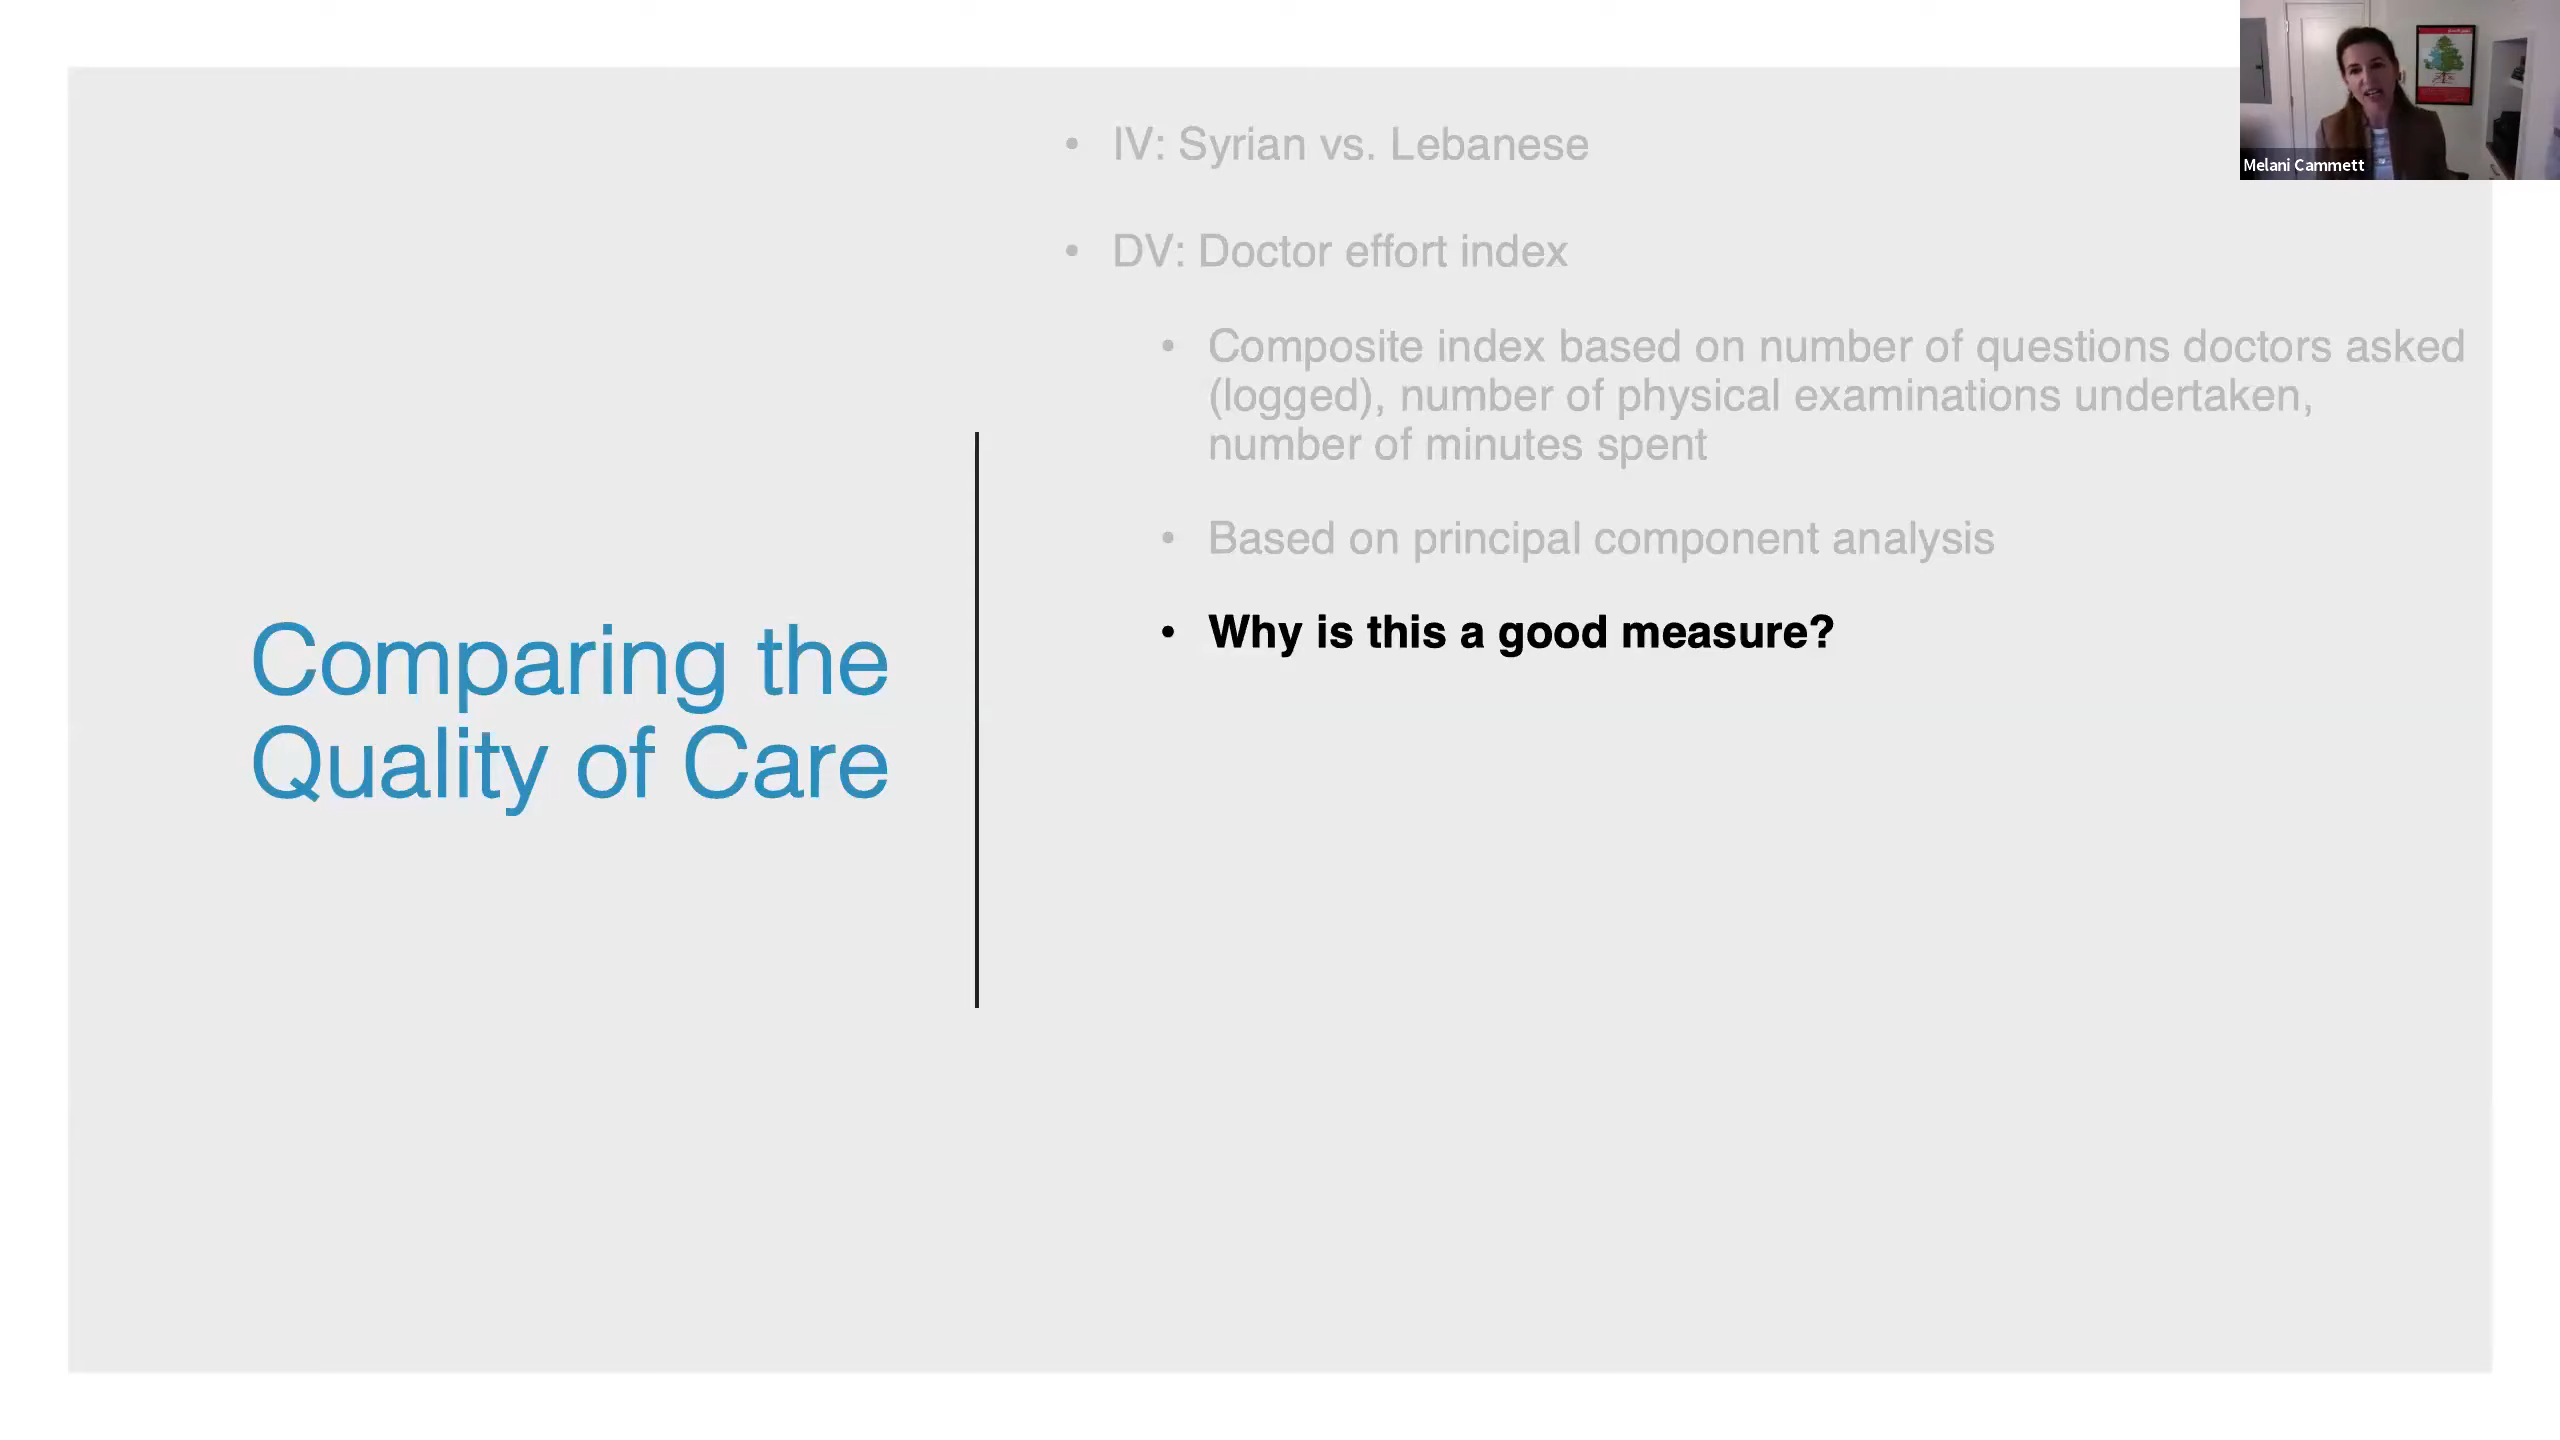 Comparing the
Quality of Care
• IV: Syrian vs. Lebanese
• DV: Doctor effort index
• Composite index based on number of questions doctors asked
(logged), number of physical examinations undertaken,
number of minutes spent
• Based on principal component analysis
• Why is this a good measure?
Melani Cammett